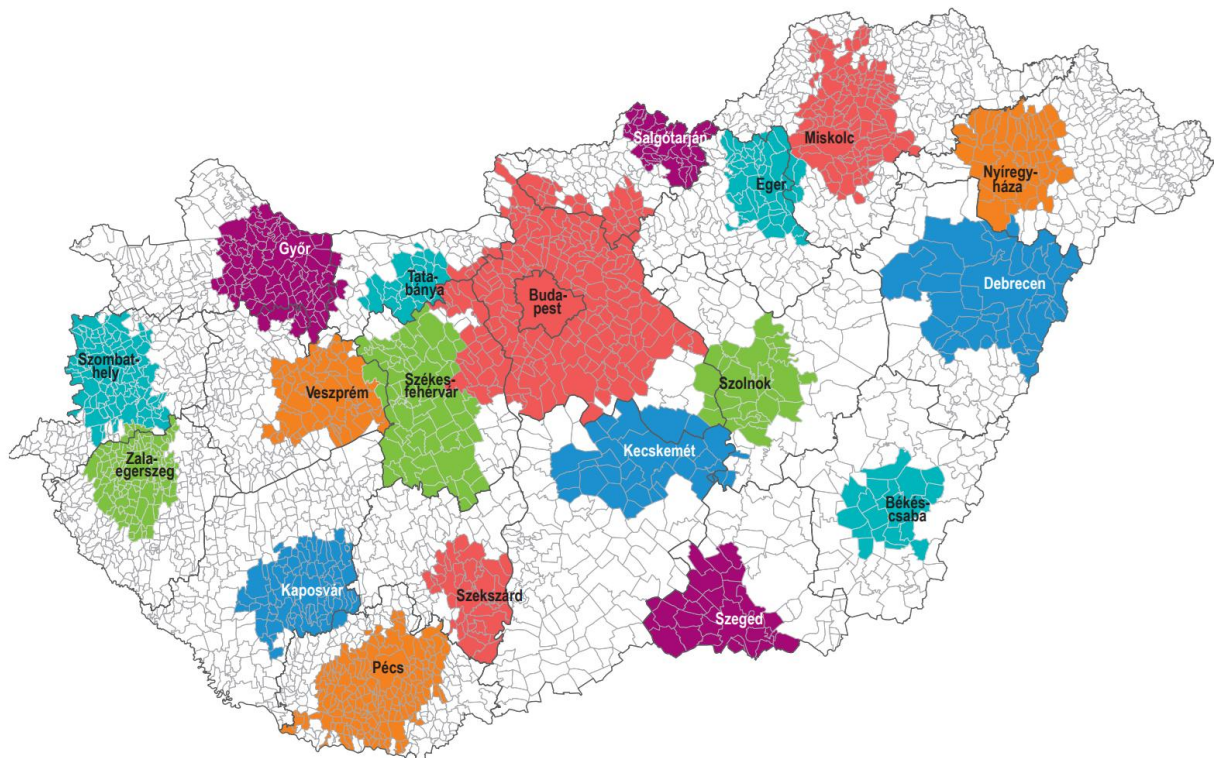 Salgótarján
Miskolc
Eger
Nyíregy-
háza
Győr
Tata-
bánya
Buda-
pest
Debrecen
Szombat-
hely
Veszprém
Székes-
fehérvár
Szolnok
Zala-
egerszeg
Kecskemét
Békés-
csaba
Kaposvár
Szekszárd
Szeged
Pécs